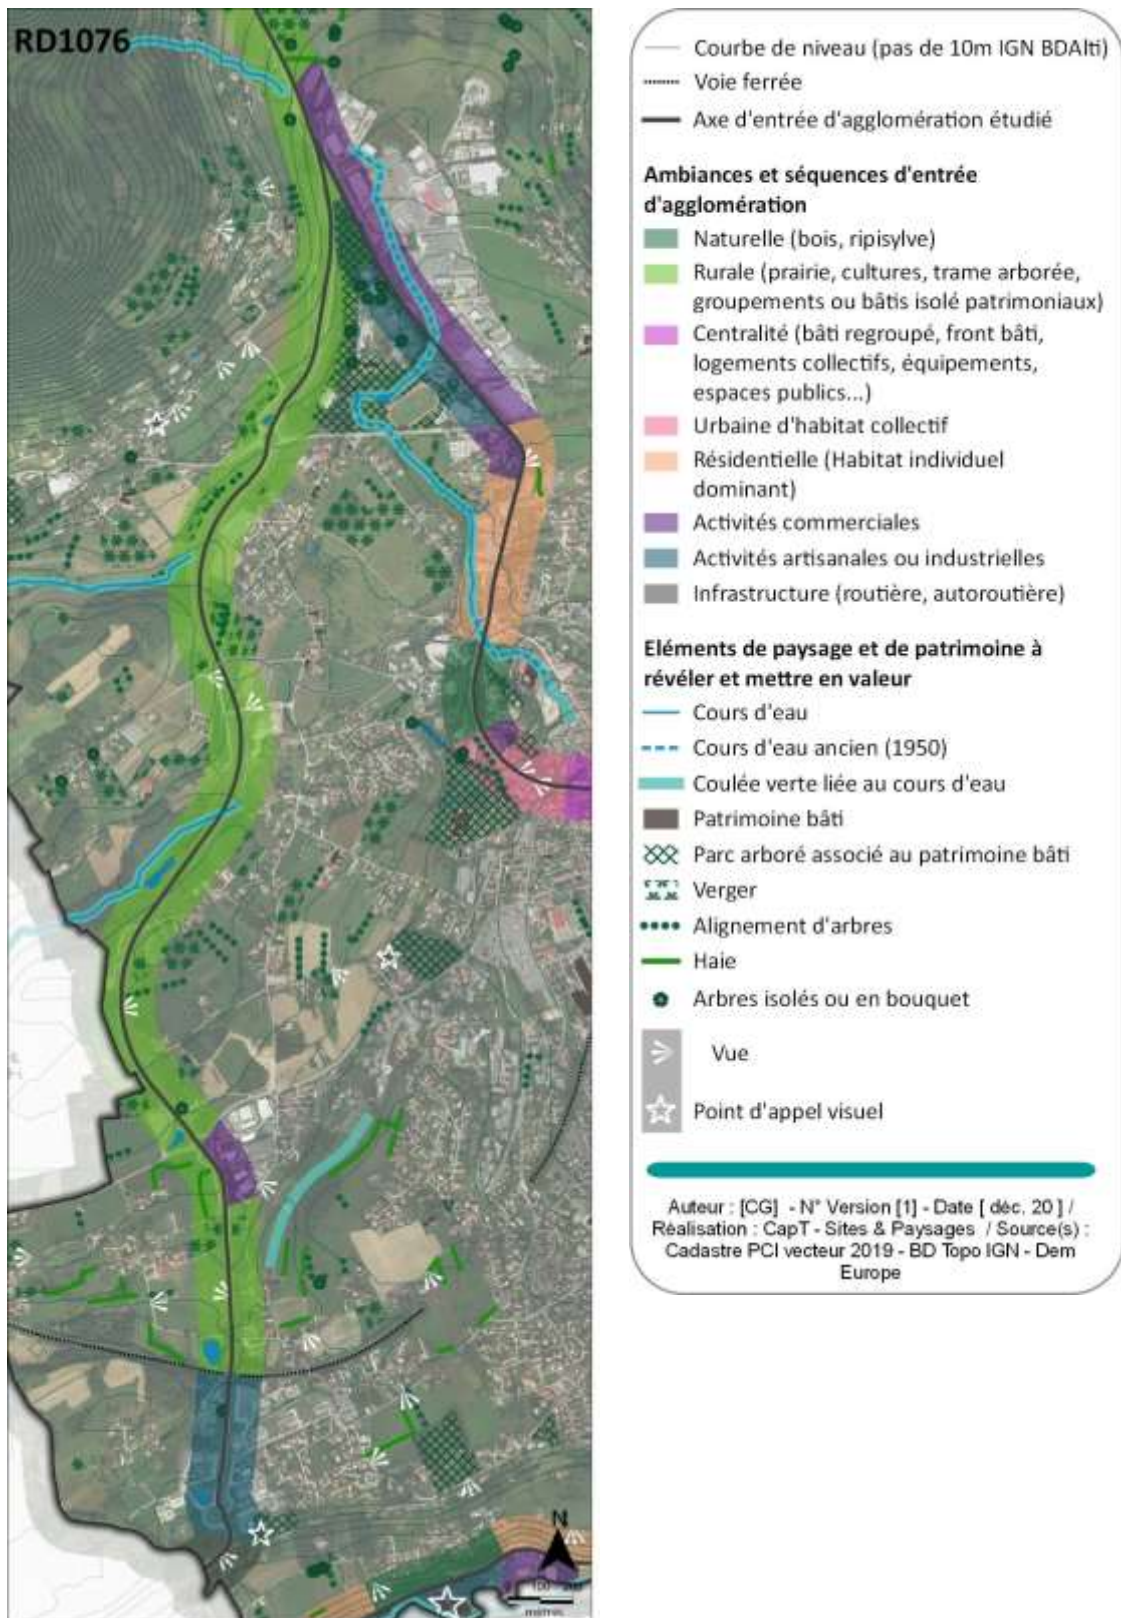 RD1076
Courbe de niveau (pas de 10m IGN BDAlti)
Voie ferrée
Axe d'entrée d'agglomération étudié
Ambiances et séquences d'entrée
d'agglomération
Naturelle (bois, ripisylve)
Rurale (prairie, cultures, trame arborée,
groupements ou bâtis isolé patrimoniaux)
Centralité (bâti regroupé, front bâti,
logements collectifs, équipements,
espaces publics...)
Urbaine d'habitat collectif
Résidentielle (Habitat individuel
dominant)
Activités commerciales
Activités artisanales ou industrielles
Infrastructure (routière, autoroutière)
Eléments de paysage et de patrimoine à
révéler et mettre en valeur
Cours d'eau
Cours d'eau ancien (1950)
Coulée verte liée au cours d'eau
Patrimoine bâti
Parc arboré associé au patrimoine bâti
Verger
Alignement d'arbres
Haie
Arbres isolés ou en bouquet
Vue
Point d'appel visuel
Auteur : [CG] - N° Version [1] - Date [ déc. 20 ] /
Réalisation : CapT - Sites & Paysages / Source(s) :
Cadastre PCI vecteur 2019 - BD Topo IGN - Dem
Europe
N
100
mètres